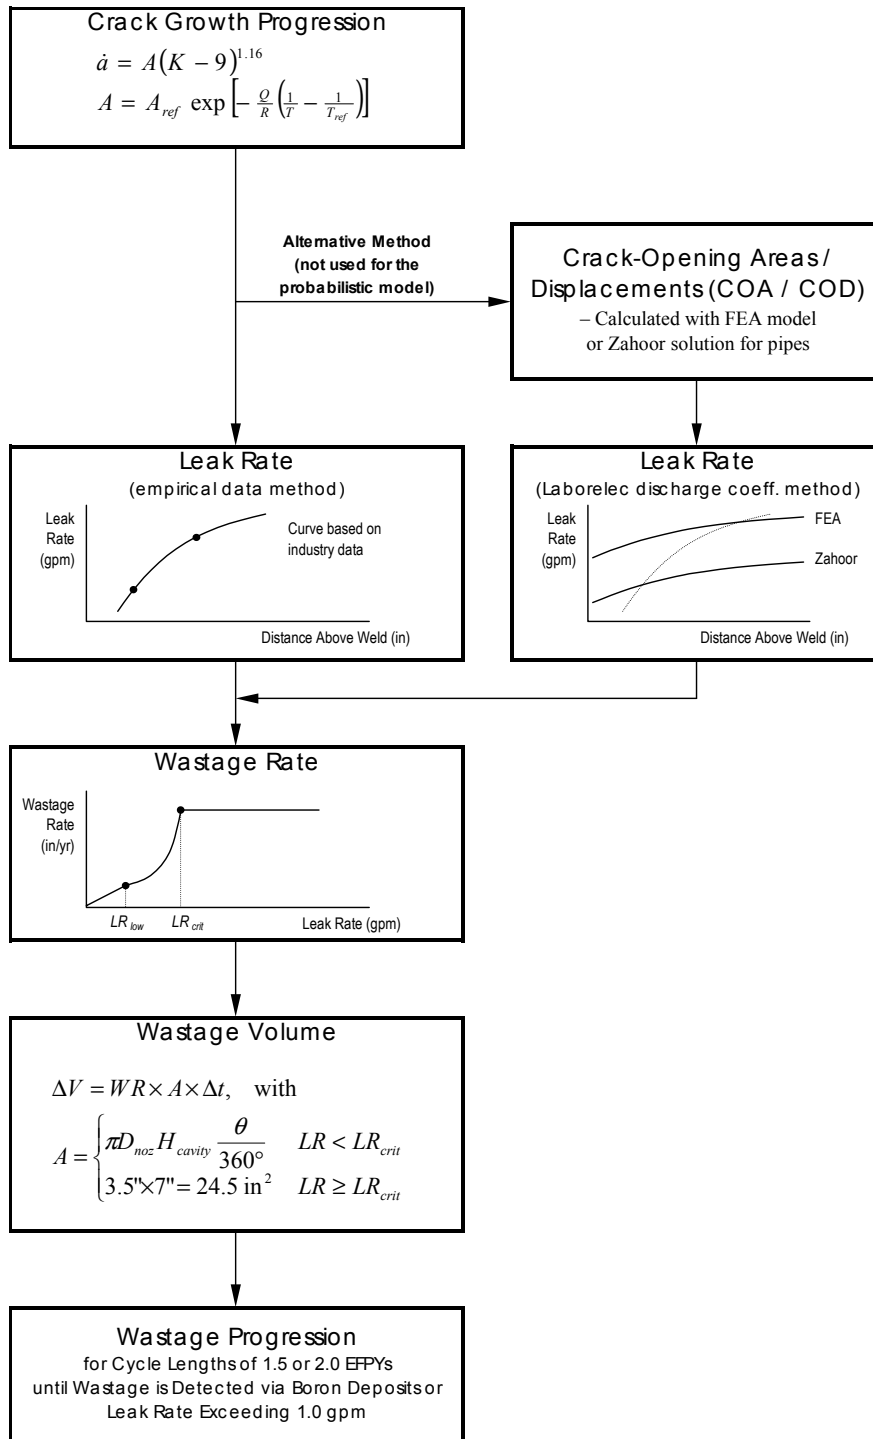 Crack Growth Progression
ȧ = A(K − 9)^1.16
A = A_ref exp[−Q/R(1/T − 1/T_ref)]
Alternative Method
(not used for the
probabilistic model)
Crack-Opening Areas /
Displacements (COA / COD)
– Calculated with FEA model
or Zahoor solution for pipes
Leak Rate
(empirical data method)
Leak
Rate
(gpm)
Curve based on
industry data
Distance Above Weld (in)
Leak Rate
(Laborelec discharge coeff. method)
Leak
Rate
(gpm)
FEA
Zahoor
Distance Above Weld (in)
Wastage Rate
Wastage
Rate
(in/yr)
LR_low
LR_crit
Leak Rate (gpm)
Wastage Volume
ΔV = WR × A × Δt, with
A = { πD_noz H_cavity θ/360° LR < LR_crit
3.5"×7" = 24.5 in² LR ≥ LR_crit
Wastage Progression
for Cycle Lengths of 1.5 or 2.0 EFPYs
until Wastage is Detected via Boron Deposits or
Leak Rate Exceeding 1.0 gpm